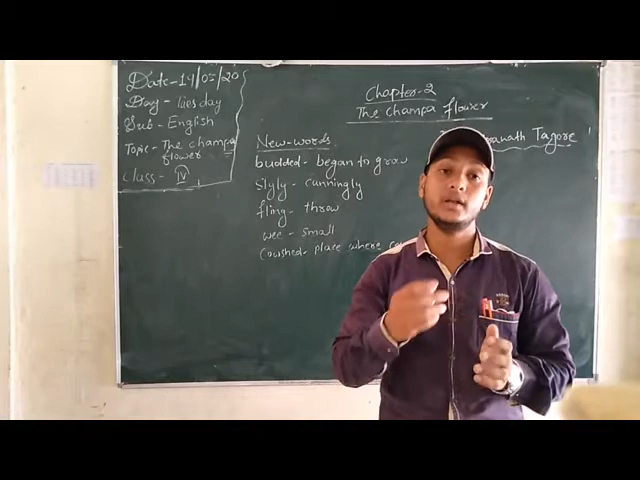 Date-14/05/20
Day - Tuesday
Sub - English
Topic - The champa
flower
Class - IV
Chapter-2
The Champa flower
Tagore
New-words
budded - began to grow
Slyly - cunningly
fling - throw
wee - small
Cowshed - place where